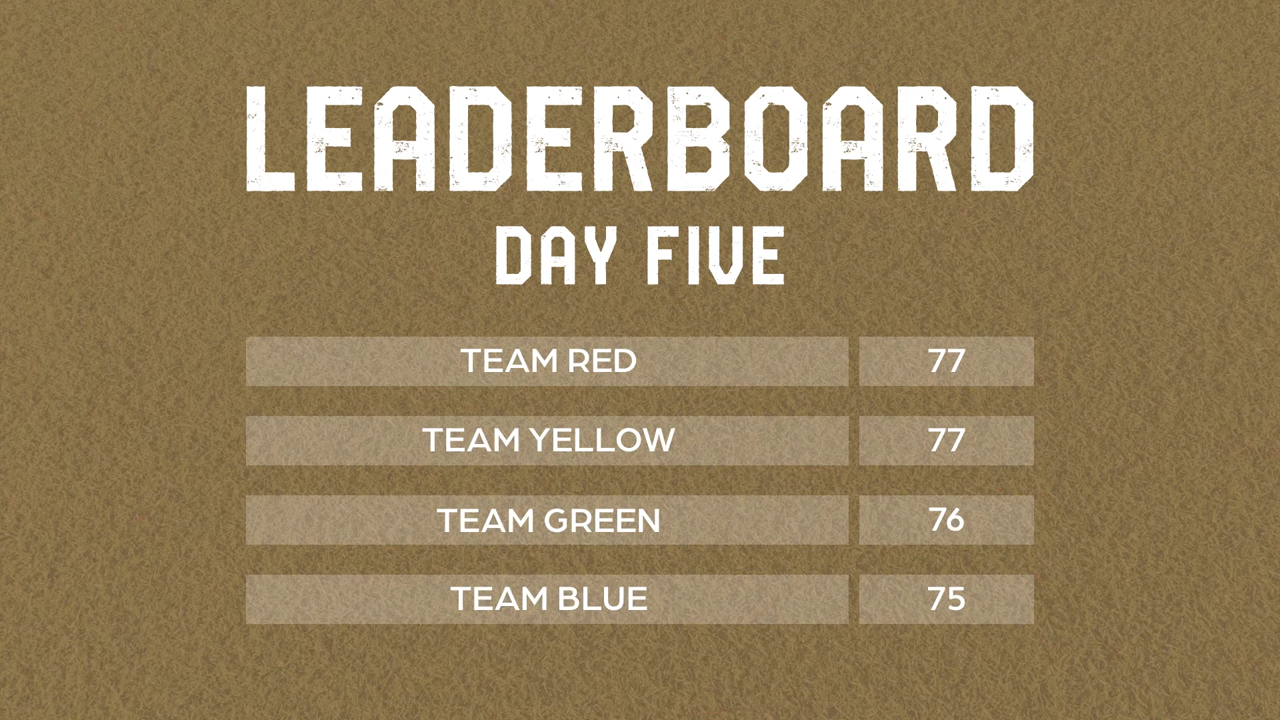 LEADERBOARD
DAY FIVE
TEAM RED 77
TEAM YELLOW 77
TEAM GREEN 76
TEAM BLUE 75